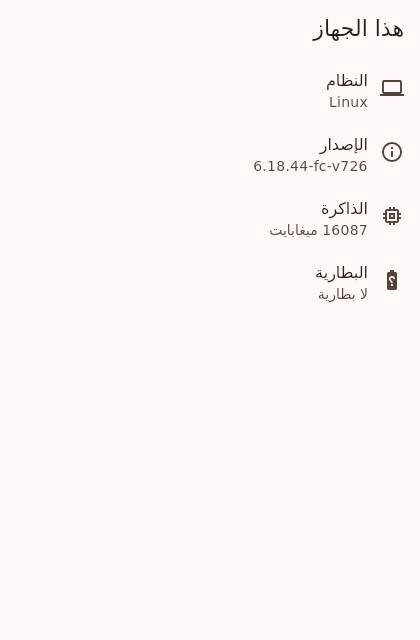 هذا الجهاز
النظام
Linux
الإصدار
6.18.44-fc-v726
الذاكرة
16087 ميغابايت
البطارية
لا بطارية